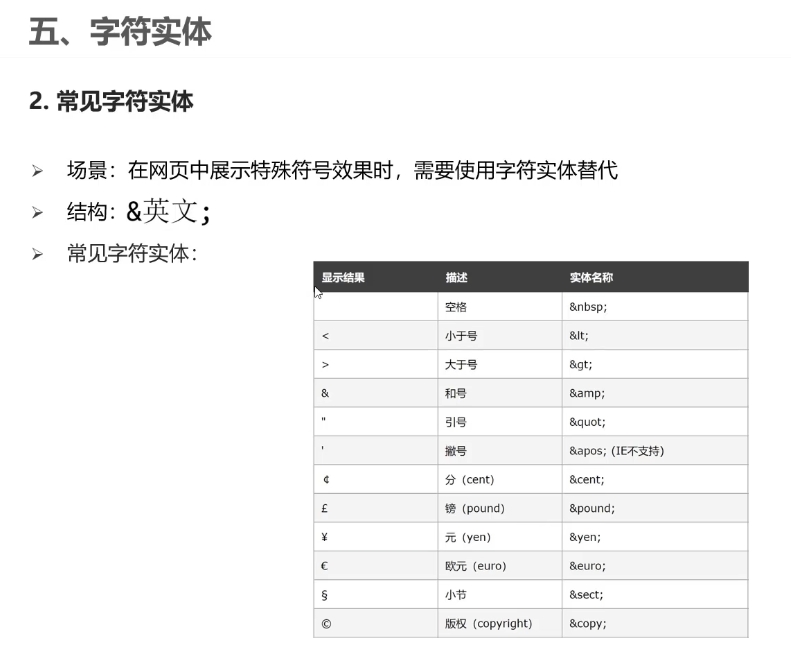 五、字符实体
2. 常见字符实体
➢ 场景：在网页中展示特殊符号效果时，需要使用字符实体替代
➢ 结构：&英文;
➢ 常见字符实体：
显示结果 描述 实体名称
空格 &nbsp;
< 小于号 &lt;
> 大于号 &gt;
& 和号 &amp;
" 引号 &quot;
' 撇号 &apos; (IE不支持)
¢ 分（cent） &cent;
£ 镑（pound） &pound;
¥ 元（yen） &yen;
€ 欧元（euro） &euro;
§ 小节 &sect;
© 版权（copyright） &copy;